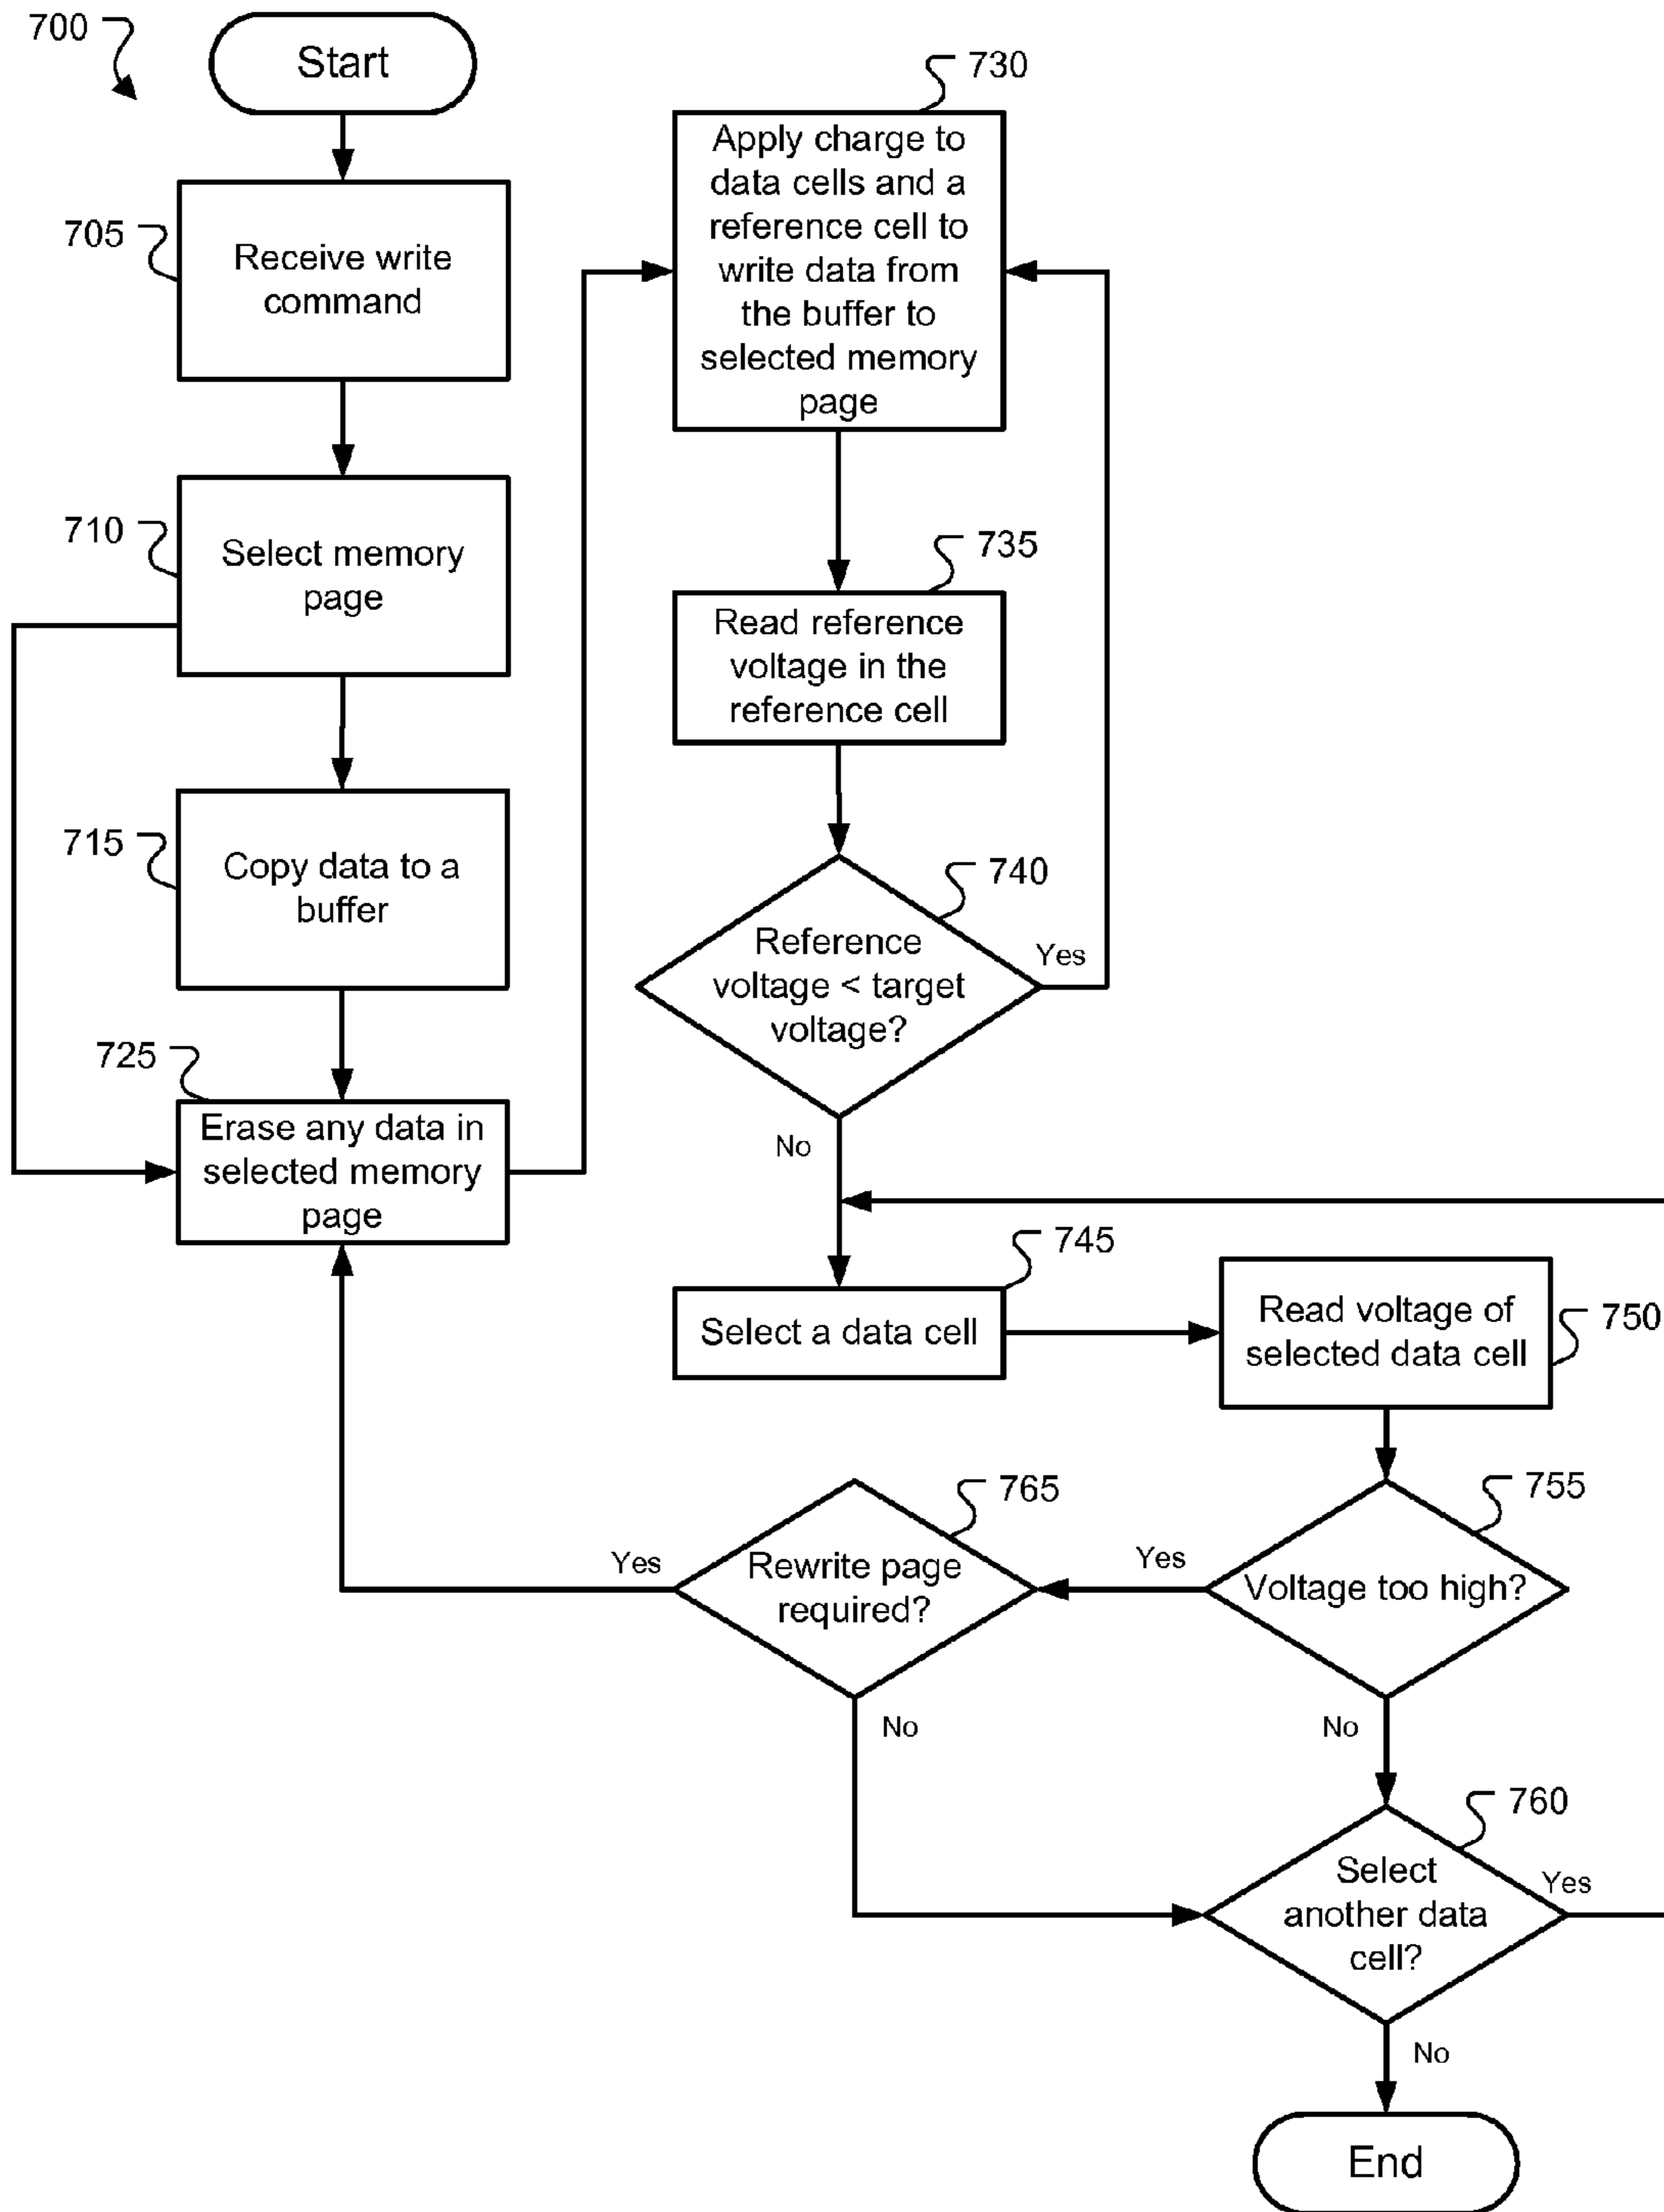 700
Start
705
Receive write
command
710
Select memory
page
715
Copy data to a
buffer
725
Erase any data in
selected memory
page
730
Apply charge to
data cells and a
reference cell to
write data from
the buffer to
selected memory
page
735
Read reference
voltage in the
reference cell
740
Reference
voltage < target
voltage?
Yes
No
745
Select a data cell
750
Read voltage of
selected data cell
755
Voltage too high?
Yes
No
765
Rewrite page
required?
Yes
No
760
Select
another data
cell?
Yes
No
End